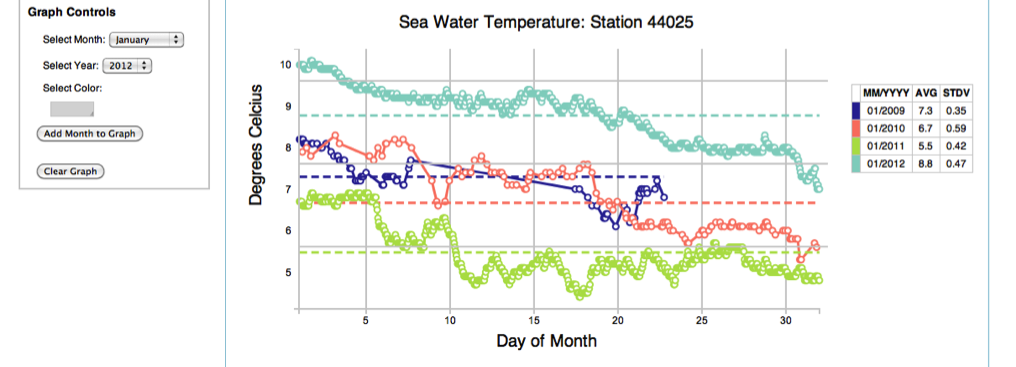 Graph Controls
Select Month: January
Select Year: 2012
Select Color:
Add Month to Graph
Clear Graph
Sea Water Temperature: Station 44025
Degrees Celcius
10
9
8
7
6
5
5 10 15 20 25 30
Day of Month
MM/YYYY AVG STDV
01/2009 7.3 0.35
01/2010 6.7 0.59
01/2011 5.5 0.42
01/2012 8.8 0.47